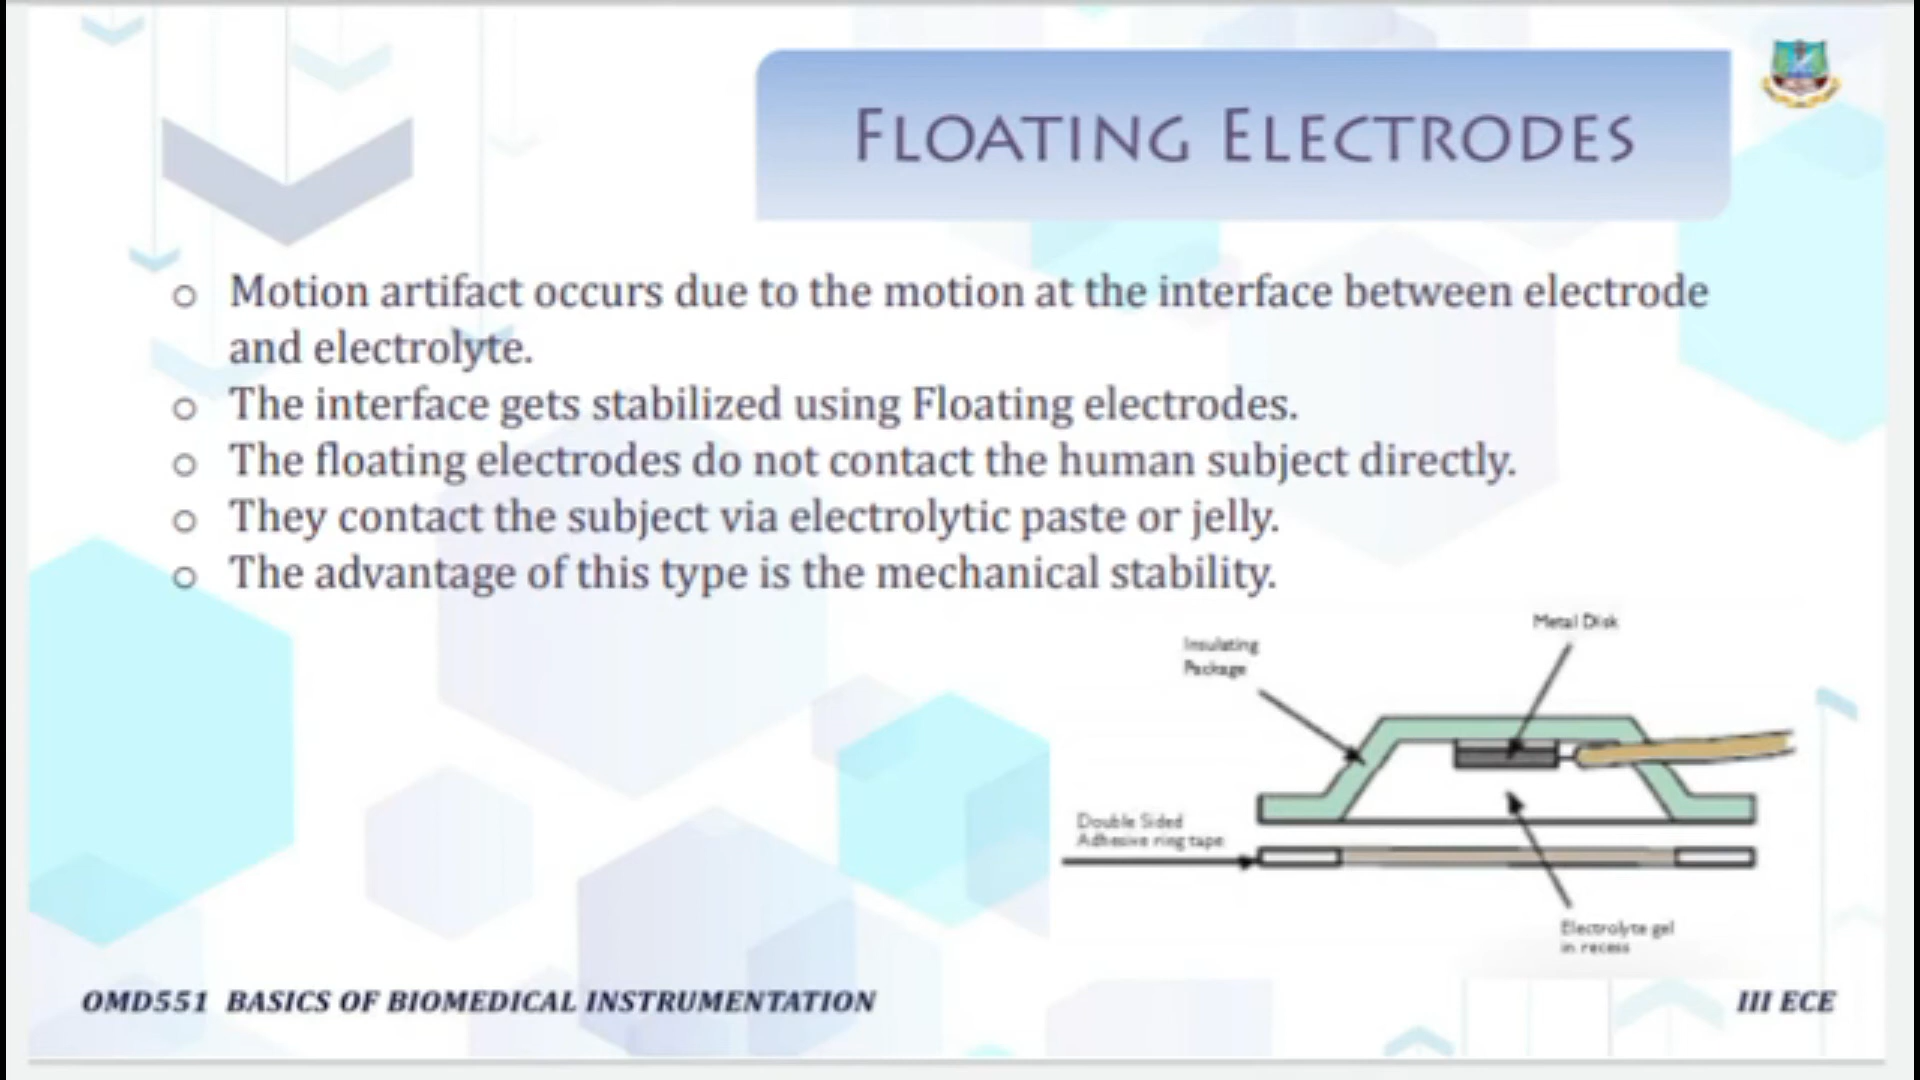 FLOATING ELECTRODES
o Motion artifact occurs due to the motion at the interface between electrode
and electrolyte.
o The interface gets stabilized using Floating electrodes.
o The floating electrodes do not contact the human subject directly.
o They contact the subject via electrolytic paste or jelly.
o The advantage of this type is the mechanical stability.
Metal Disk
Insulating
Package
Double Sided
Adhesive ring tape
Electrolyte gel
in recess
OMD551 BASICS OF BIOMEDICAL INSTRUMENTATION
III ECE